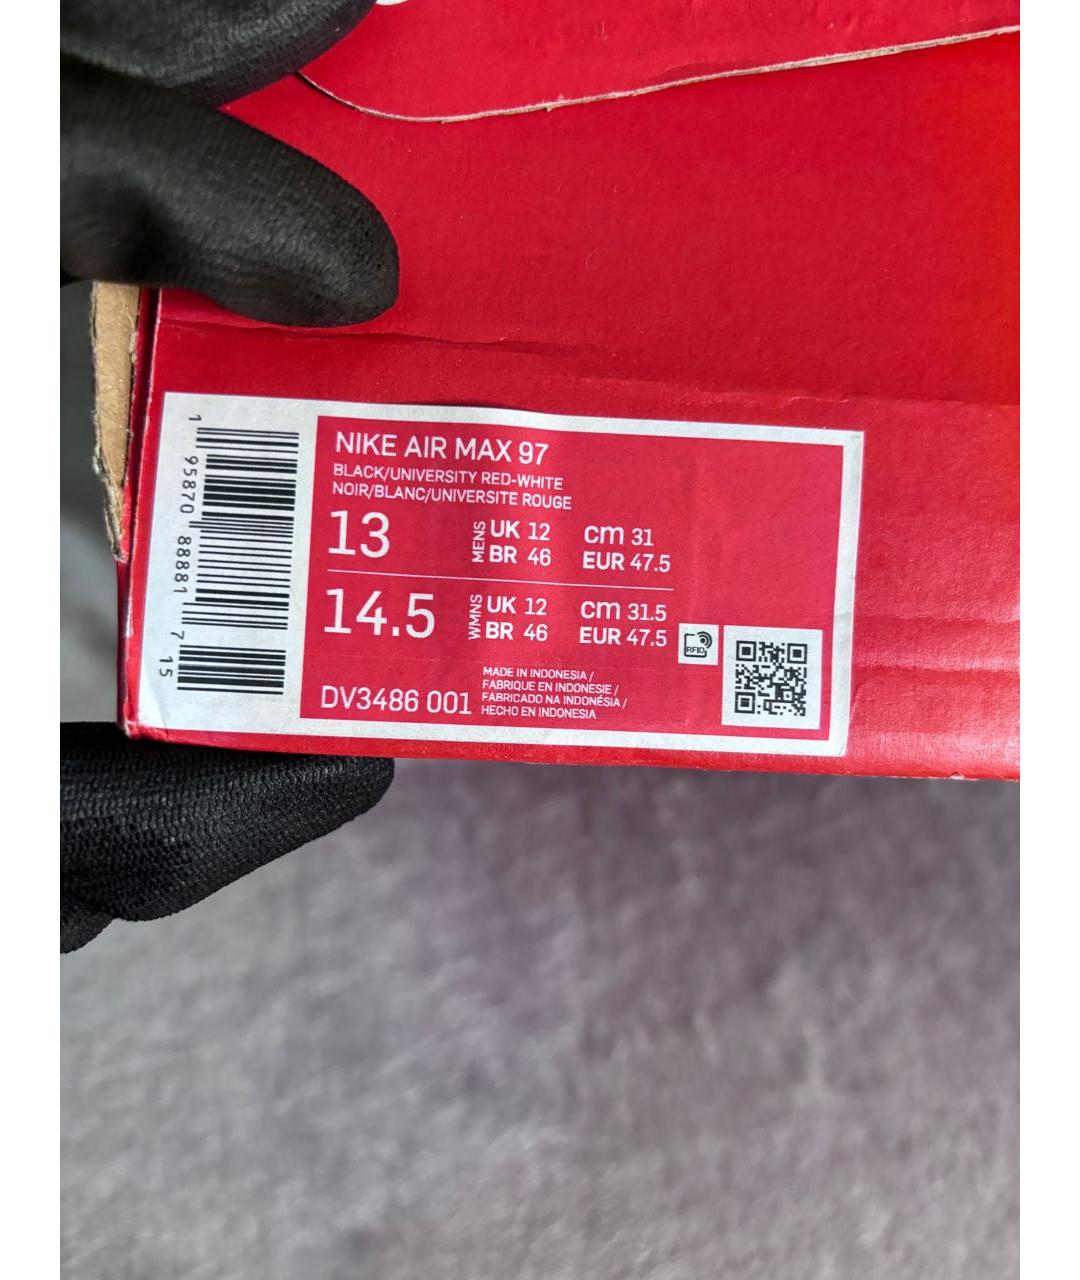 NIKE AIR MAX 97
BLACK/UNIVERSITY RED-WHITE
NOIR/BLANC/UNIVERSITE ROUGE
13 MENS UK 12 cm 31
BR 46 EUR 47.5
14.5 WMNS UK 12 cm 31.5
BR 46 EUR 47.5
RFID
DV3486 001
MADE IN INDONESIA /
FABRIQUE EN INDONESIE /
FABRICADO NA INDONÉSIA /
HECHO EN INDONESIA
1 95870 88881 7 15